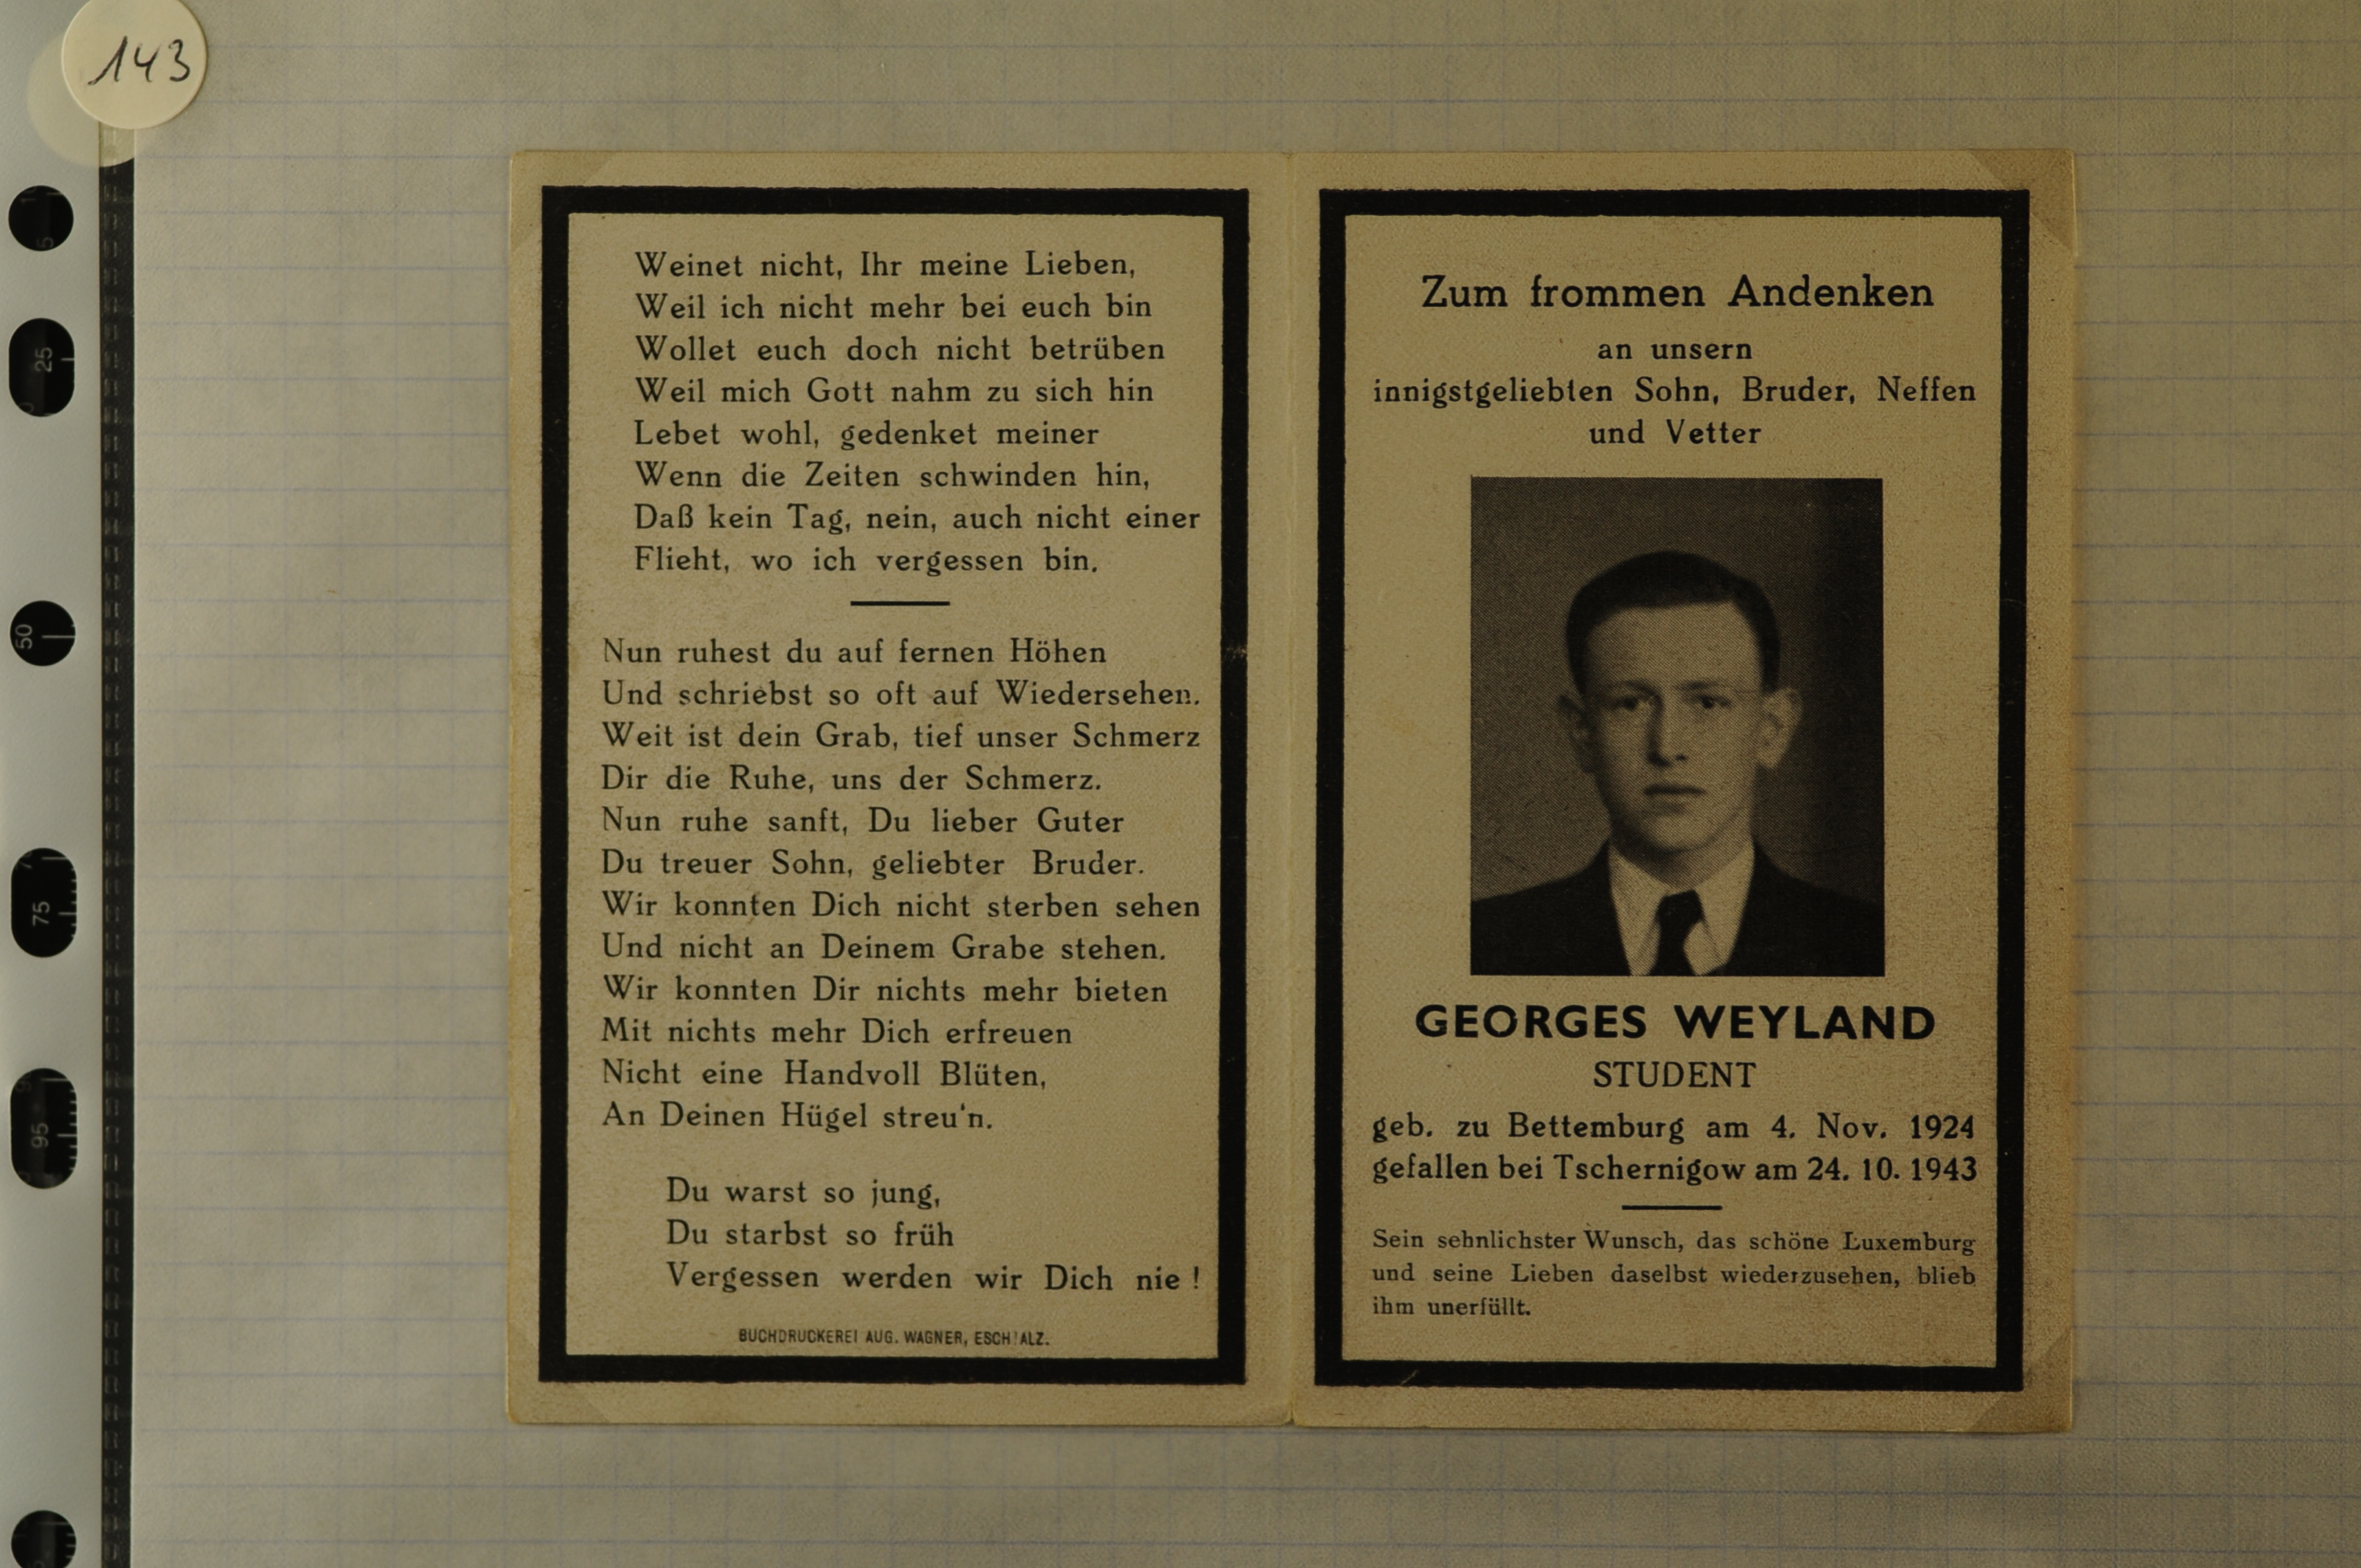 143
Weinet nicht, Ihr meine Lieben,
Weil ich nicht mehr bei euch bin
Wollet euch doch nicht betrüben
Weil mich Gott nahm zu sich hin
Lebet wohl, gedenket meiner
Wenn die Zeiten schwinden hin,
Daß kein Tag, nein, auch nicht einer
Flieht, wo ich vergessen bin.
Nun ruhest du auf fernen Höhen
Und schriebst so oft auf Wiedersehen.
Weit ist dein Grab, tief unser Schmerz
Dir die Ruhe, uns der Schmerz.
Nun ruhe sanft, Du lieber Guter
Du treuer Sohn, geliebter Bruder.
Wir konnten Dich nicht sterben sehen
Und nicht an Deinem Grabe stehen.
Wir konnten Dir nichts mehr bieten
Mit nichts mehr Dich erfreuen
Nicht eine Handvoll Blüten,
An Deinen Hügel streu'n.
Du warst so jung,
Du starbst so früh
Vergessen werden wir Dich nie !
BUCHDRUCKEREI AUG. WAGNER, ESCH/ALZ.
Zum frommen Andenken
an unsern
innigstgeliebten Sohn, Bruder, Neffen
und Vetter
GEORGES WEYLAND
STUDENT
geb. zu Bettemburg am 4. Nov. 1924
gefallen bei Tschernigow am 24. 10. 1943
Sein sehnlichster Wunsch, das schöne Luxemburg
und seine Lieben daselbst wiederzusehen, blieb
ihm unerfüllt.
25
50
75
95